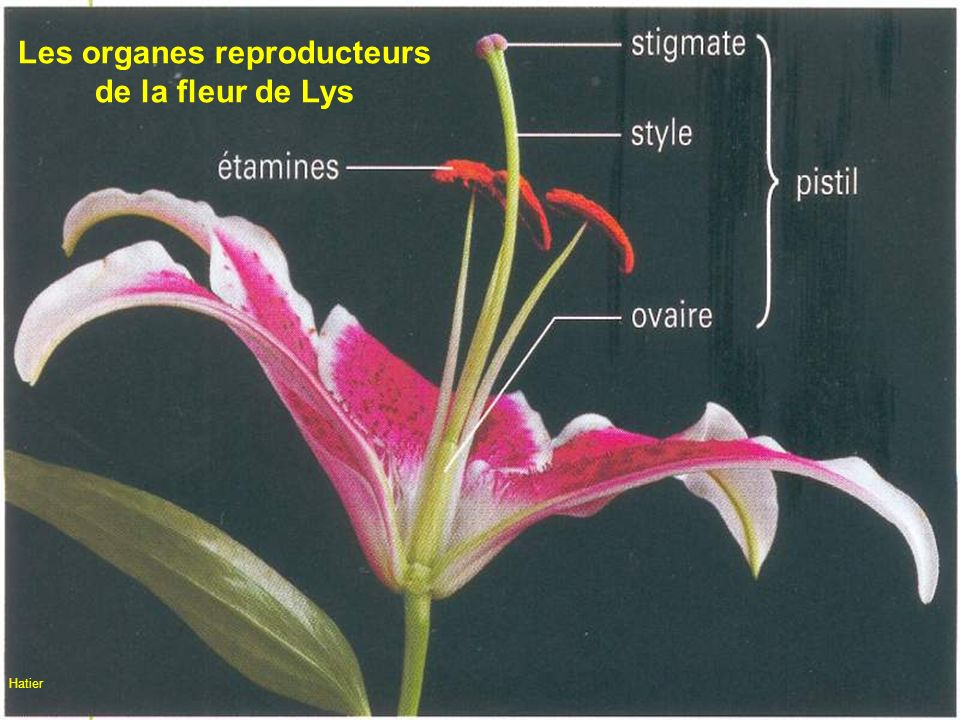 Les organes reproducteurs
de la fleur de Lys
stigmate
style
étamines
pistil
ovaire
Hatier